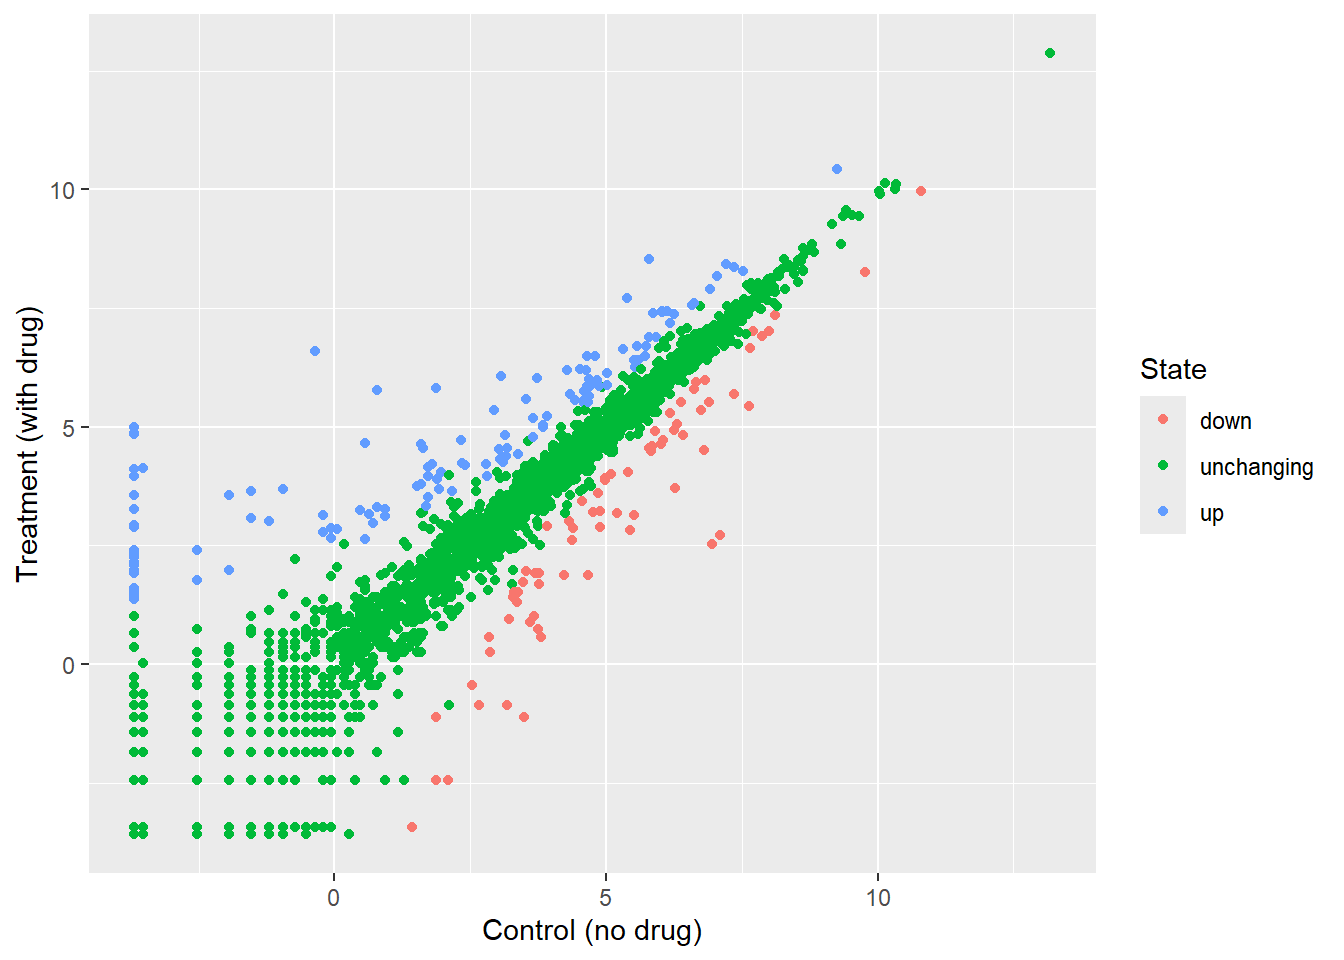 Treatment (with drug)
10
5
0
0
5
10
Control (no drug)
State
down
unchanging
up